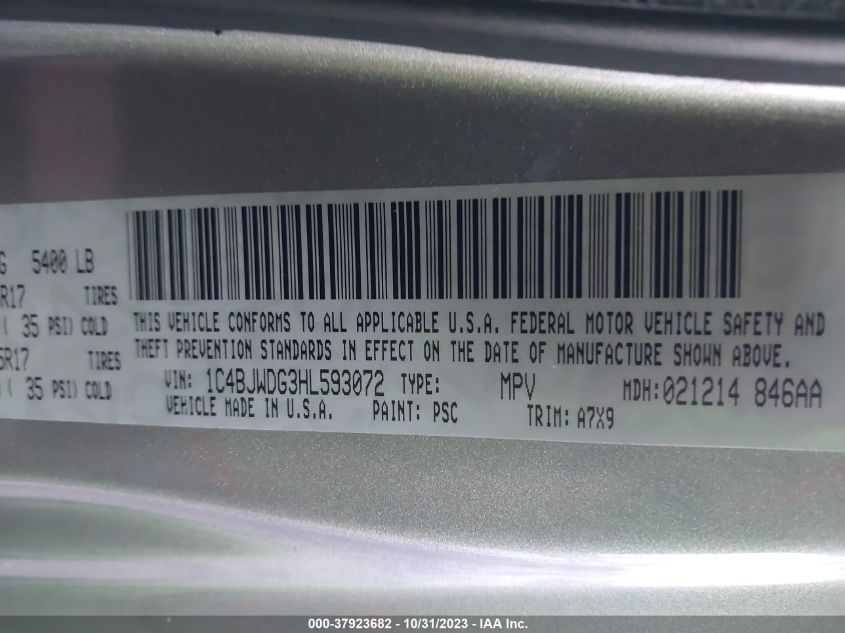 G 5400 LB
R17 TIRES
( 35 PSI) COLD
5R17 TIRES
( 35 PSI) COLD
THIS VEHICLE CONFORMS TO ALL APPLICABLE U.S.A. FEDERAL MOTOR VEHICLE SAFETY AND
THEFT PREVENTION STANDARDS IN EFFECT ON THE DATE OF MANUFACTURE SHOWN ABOVE.
VIN: 1C4BJWDG3HL593072 TYPE: MPV MDH:021214 846AA
VEHICLE MADE IN U.S.A. PAINT: PSC TRIM: A7X9
000-37923682 - 10/31/2023 - IAA Inc.